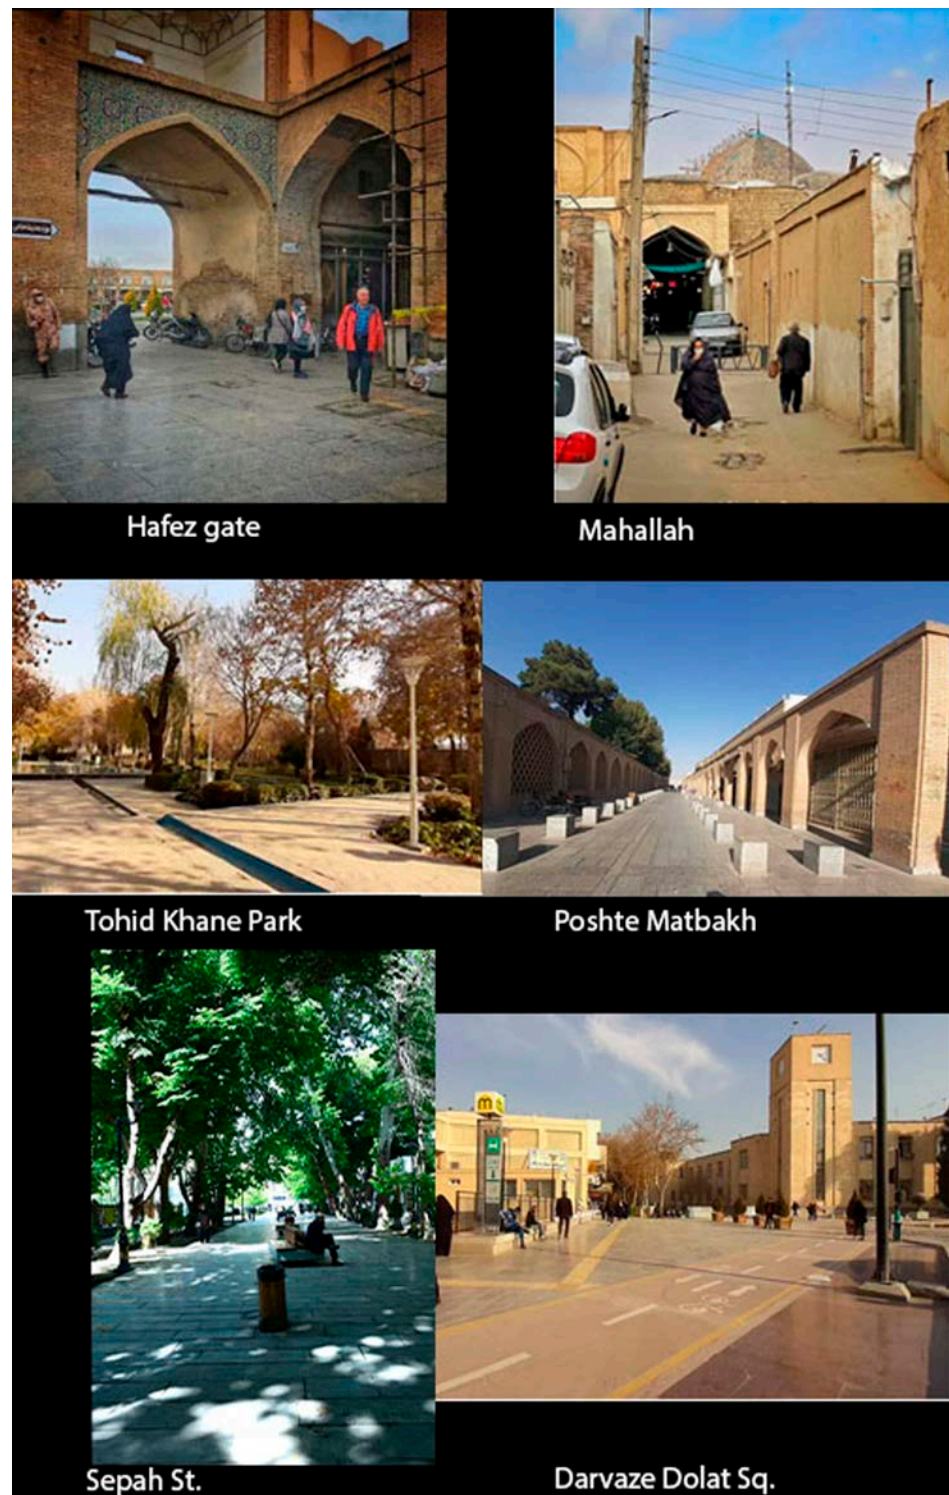 Hafez gate
Mahallah
Tohid Khane Park
Poshte Matbakh
m
Sepah St.
Darvaze Dolat Sq.